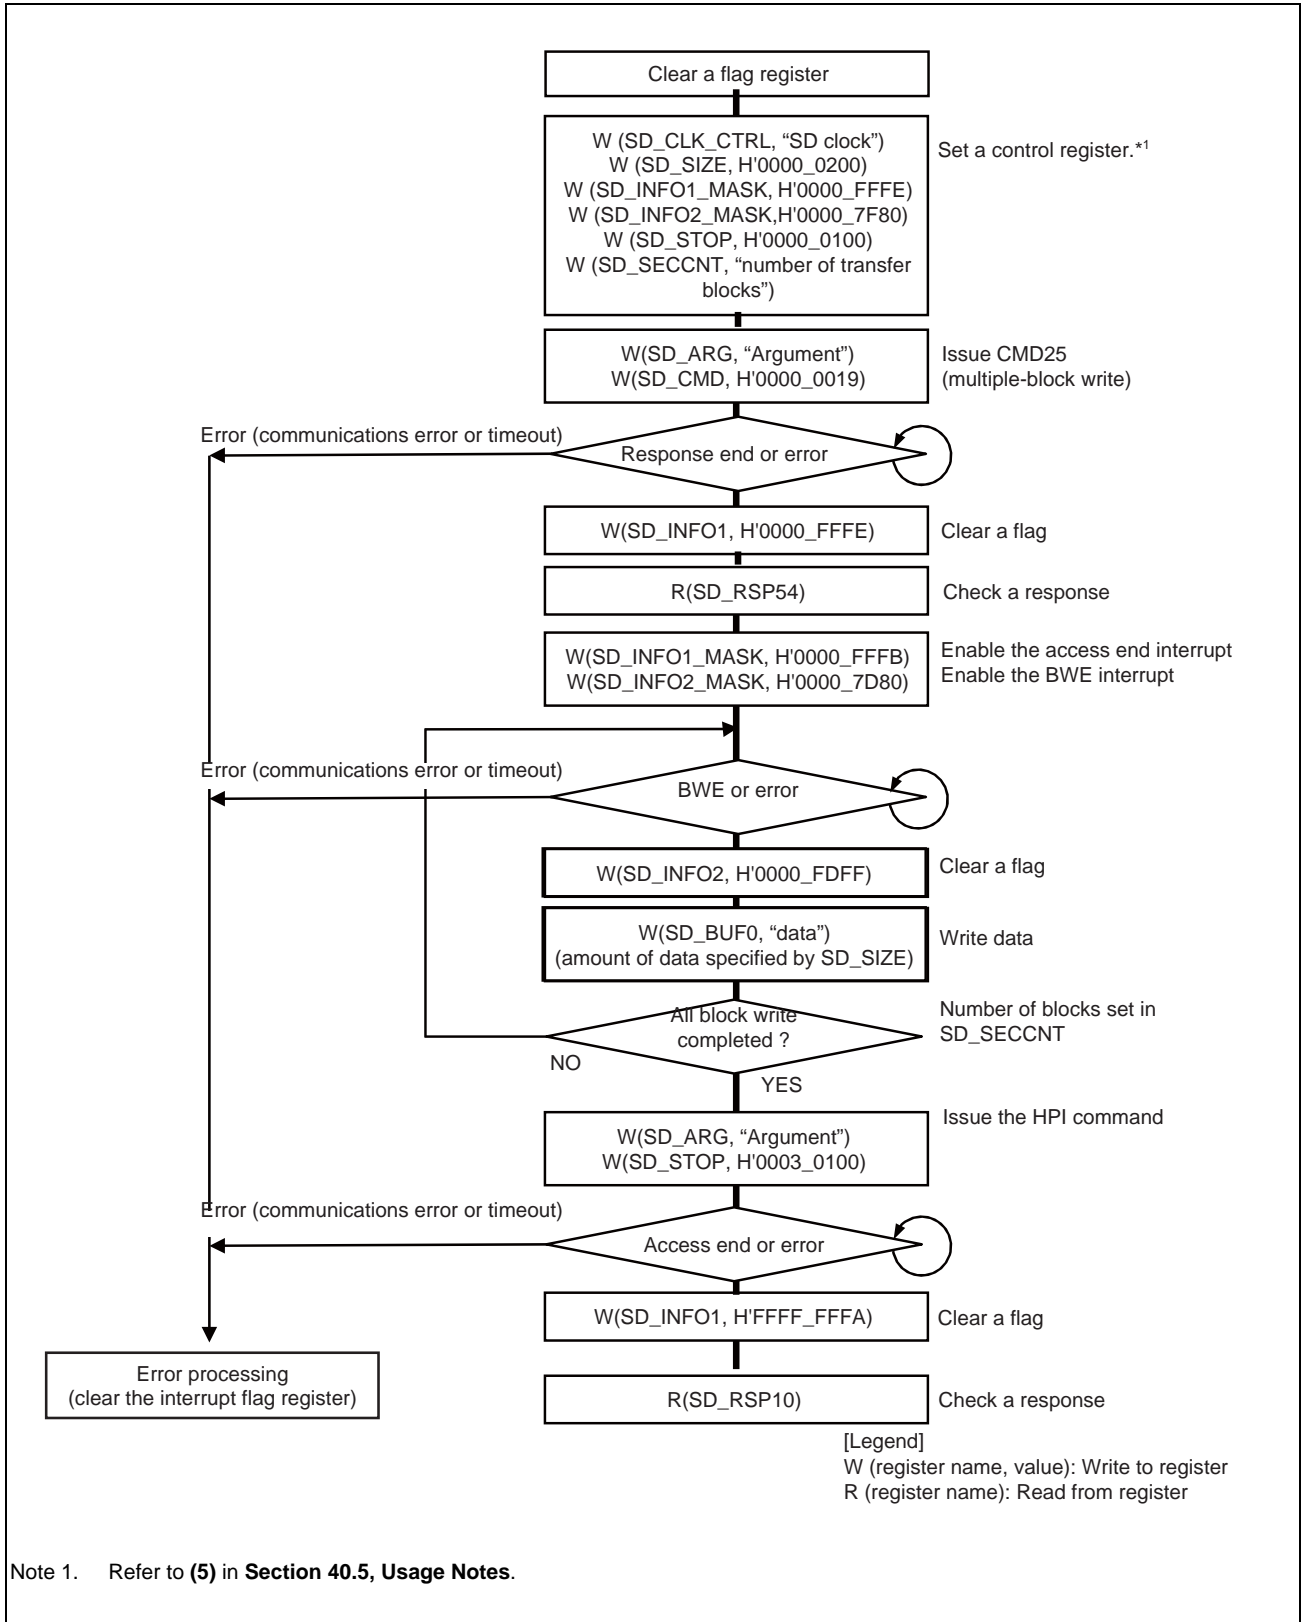 Clear a flag register
W (SD_CLK_CTRL, “SD clock”)
W (SD_SIZE, H'0000_0200)
W (SD_INFO1_MASK, H'0000_FFFE)
W (SD_INFO2_MASK,H'0000_7F80)
W (SD_STOP, H'0000_0100)
W (SD_SECCNT, “number of transfer
blocks”)
Set a control register.*1
W(SD_ARG, “Argument”)
W(SD_CMD, H'0000_0019)
Issue CMD25
(multiple-block write)
Error (communications error or timeout)
Response end or error
W(SD_INFO1, H'0000_FFFE)
Clear a flag
R(SD_RSP54)
Check a response
W(SD_INFO1_MASK, H'0000_FFFB)
W(SD_INFO2_MASK, H'0000_7D80)
Enable the access end interrupt
Enable the BWE interrupt
Error (communications error or timeout)
BWE or error
W(SD_INFO2, H'0000_FDFF)
Clear a flag
W(SD_BUF0, “data”)
(amount of data specified by SD_SIZE)
Write data
All block write
completed ?
Number of blocks set in
SD_SECCNT
NO
YES
W(SD_ARG, “Argument”)
W(SD_STOP, H'0003_0100)
Issue the HPI command
Error (communications error or timeout)
Access end or error
W(SD_INFO1, H'FFFF_FFFA)
Clear a flag
Error processing
(clear the interrupt flag register)
R(SD_RSP10)
Check a response
[Legend]
W (register name, value): Write to register
R (register name): Read from register
Note 1. Refer to (5) in Section 40.5, Usage Notes.